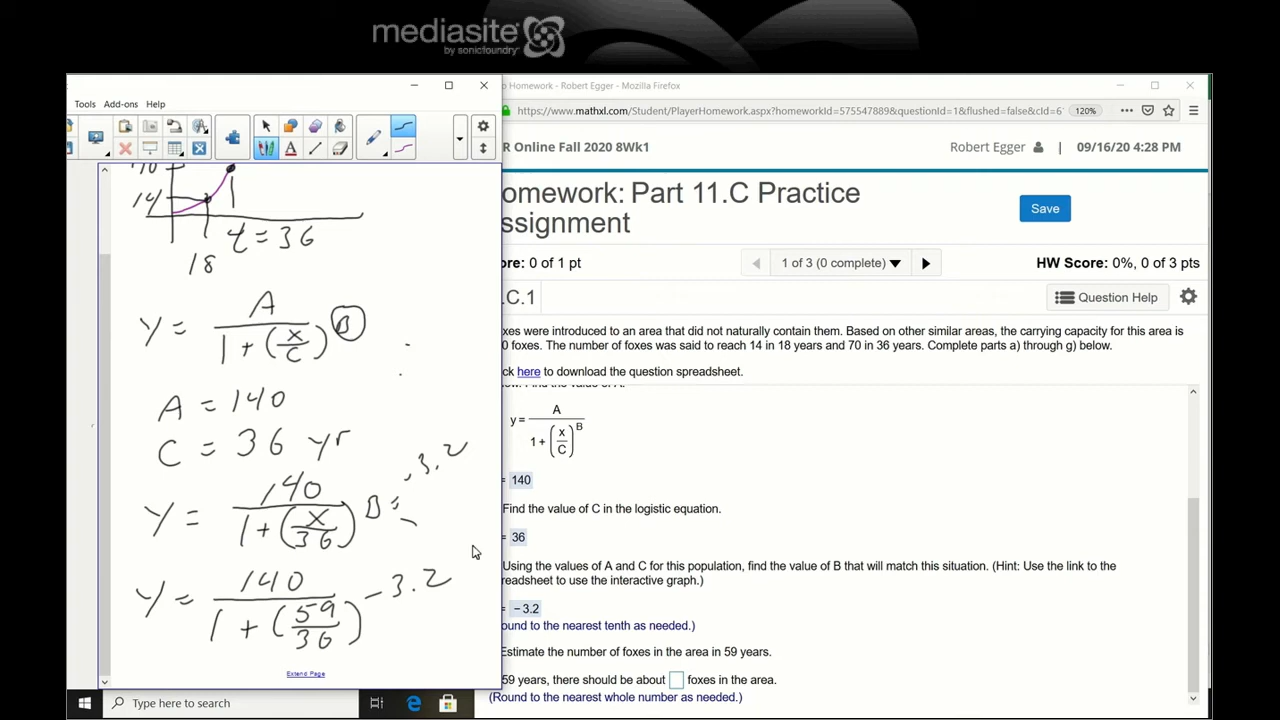 mediasite
by sonicfoundry
Homework - Robert Egger - Mozilla Firefox
Tools Add-ons Help
https://www.mathxl.com/Student/PlayerHomework.aspx?homeworkId=575547889&questionId=1&flushed=false&cId=6
120%
R Online Fall 2020 8Wk1
Robert Egger
09/16/20 4:28 PM
omework: Part 11.C Practice
ssignment
Save
ore: 0 of 1 pt
1 of 3 (0 complete)
HW Score: 0%, 0 of 3 pts
.C.1
Question Help
xes were introduced to an area that did not naturally contain them. Based on other similar areas, the carrying capacity for this area is
0 foxes. The number of foxes was said to reach 14 in 18 years and 70 in 36 years. Complete parts a) through g) below.
ck here to download the question spreadsheet.
y = A / 1 + (x/C)^B
= 140
Find the value of C in the logistic equation.
= 36
Using the values of A and C for this population, find the value of B that will match this situation. (Hint: Use the link to the
readsheet to use the interactive graph.)
= −3.2
ound to the nearest tenth as needed.)
Estimate the number of foxes in the area in 59 years.
59 years, there should be about foxes in the area.
(Round to the nearest whole number as needed.)
14
t = 36
18
Y = A / 1 + (x/C)^B
A = 140
C = 36 yr
Y = 140 / 1 + (x/36) B = -3.2
Y = 140 / 1 + (59/36) -3.2
Extend Page
Type here to search